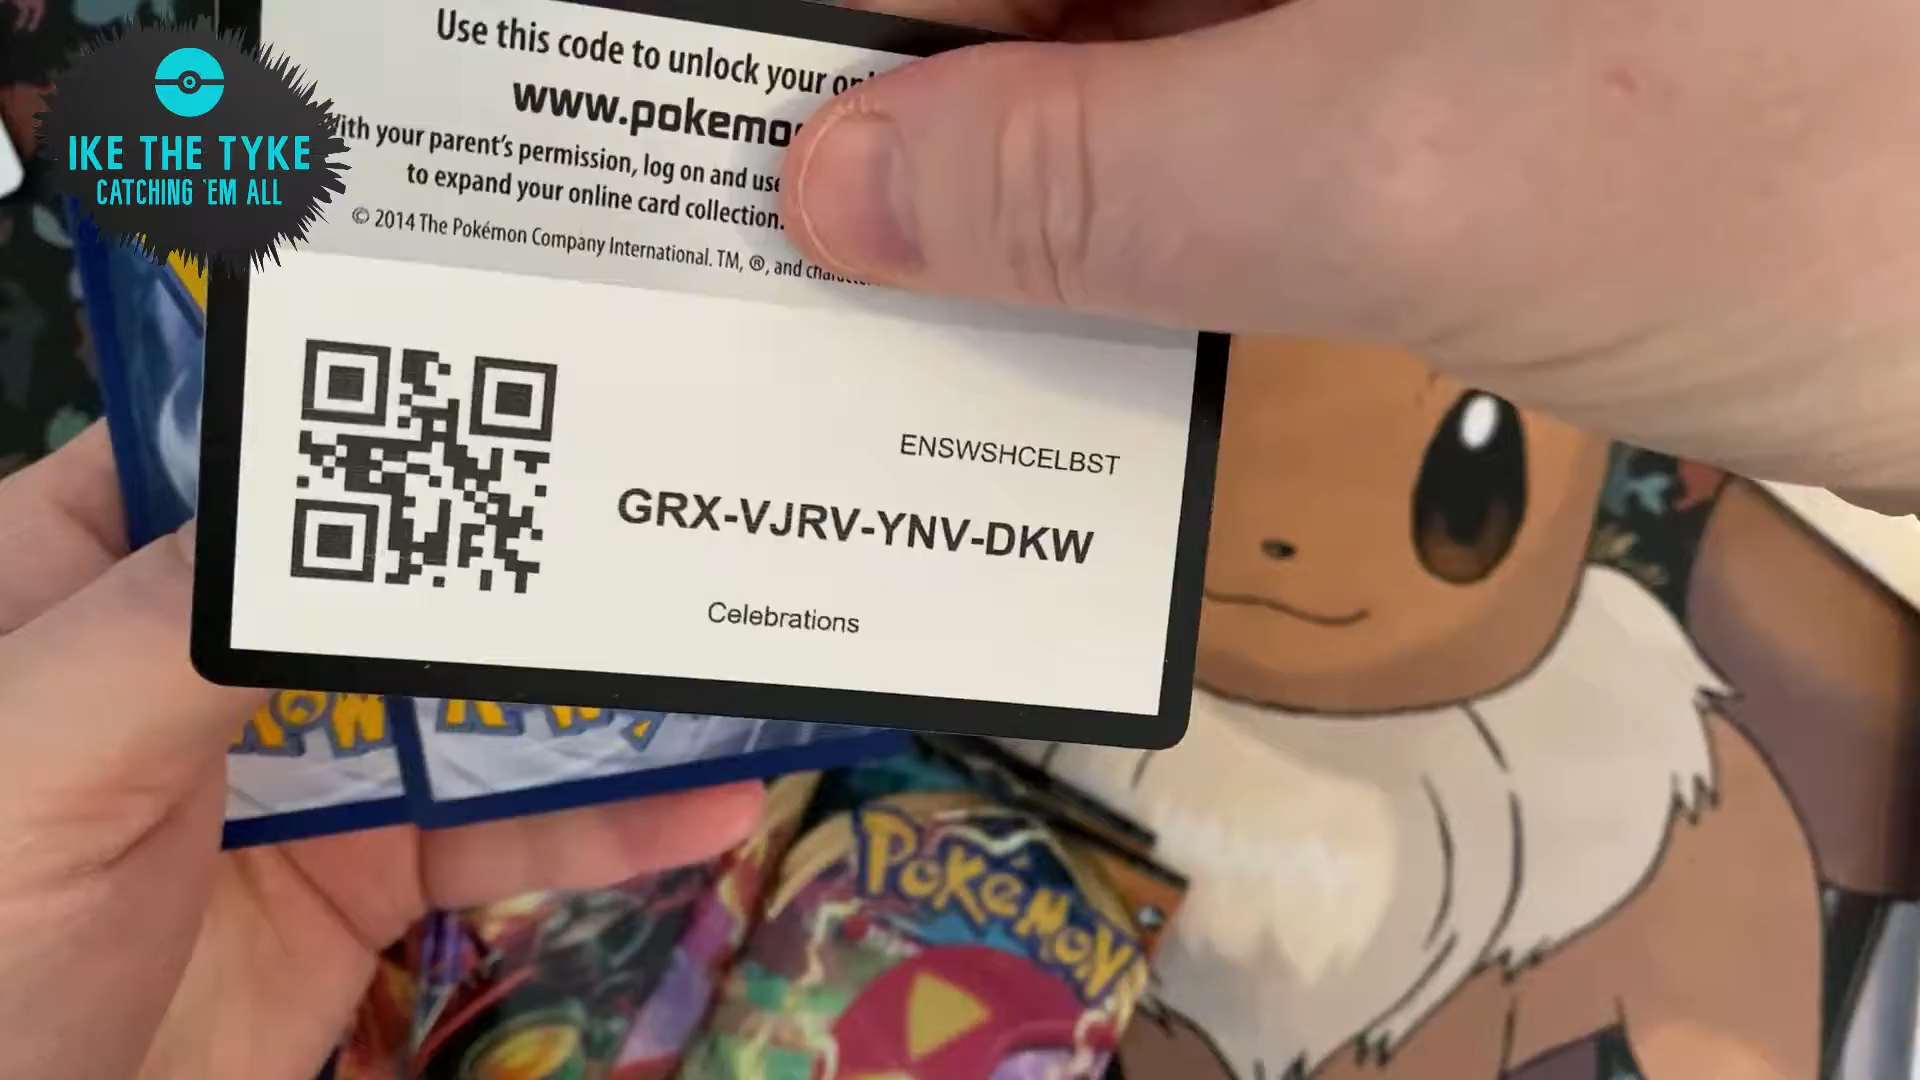 Use this code to unlock your
www.pokemo
With your parent's permission, log on and use
to expand your online card collection.
© 2014 The Pokémon Company International. TM, ®, and
IKE THE TYKE
CATCHING 'EM ALL
ENSWSHCELBST
GRX-VJRV-YNV-DKW
Celebrations
POKÉMON